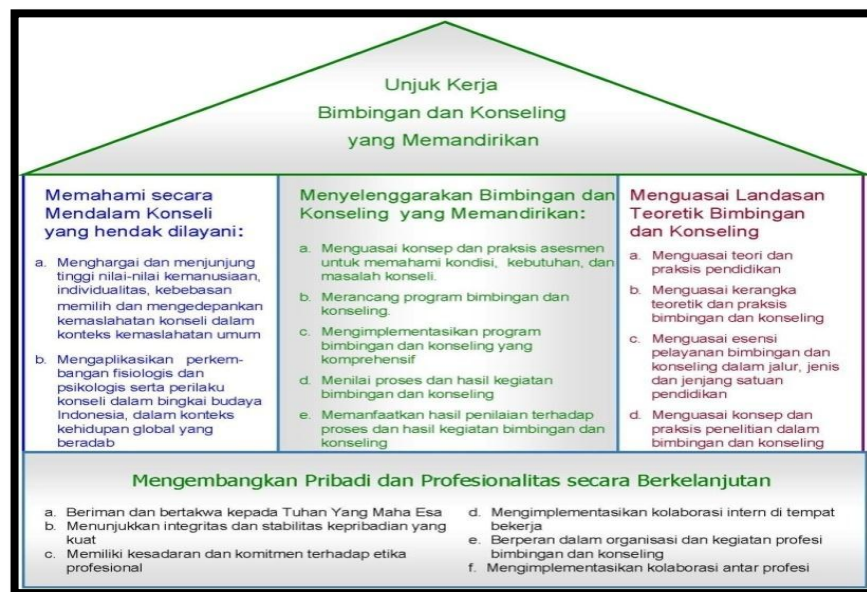 Unjuk Kerja
Bimbingan dan Konseling
yang Memandirikan
Memahami secara
Mendalam Konseli
yang hendak dilayani:
a. Menghargai dan menjunjung
tinggi nilai-nilai kemanusiaan,
individualitas, kebebasan
memilih dan mengedepankan
kemaslahatan konseli dalam
konteks kemaslahatan umum
b. Mengaplikasikan perkem-
bangan fisiologis dan
psikologis serta perilaku
konseli dalam bingkai budaya
Indonesia, dalam konteks
kehidupan global yang
beradab
Menyelenggarakan Bimbingan dan
Konseling yang Memandirikan:
a. Menguasai konsep dan praksis asesmen
untuk memahami kondisi, kebutuhan, dan
masalah konseli.
b. Merancang program bimbingan dan
konseling.
c. Mengimplementasikan program
bimbingan dan konseling yang
komprehensif
d. Menilai proses dan hasil kegiatan
bimbingan dan konseling
e. Memanfaatkan hasil penilaian terhadap
proses dan hasil kegiatan bimbingan dan
konseling
Menguasai Landasan
Teoretik Bimbingan
dan Konseling
a. Menguasai teori dan
praksis pendidikan
b. Menguasai kerangka
teoretik dan praksis
bimbingan dan konseling
c. Menguasai esensi
pelayanan bimbingan dan
konseling dalam jalur, jenis
dan jenjang satuan
pendidikan
d. Menguasai konsep dan
praksis penelitian dalam
bimbingan dan konseling
Mengembangkan Pribadi dan Profesionalitas secara Berkelanjutan
a. Beriman dan bertakwa kepada Tuhan Yang Maha Esa
b. Menunjukkan integritas dan stabilitas kepribadian yang
kuat
c. Memiliki kesadaran dan komitmen terhadap etika
profesional
d. Mengimplementasikan kolaborasi intern di tempat
bekerja
e. Berperan dalam organisasi dan kegiatan profesi
bimbingan dan konseling
f. Mengimplementasikan kolaborasi antar profesi